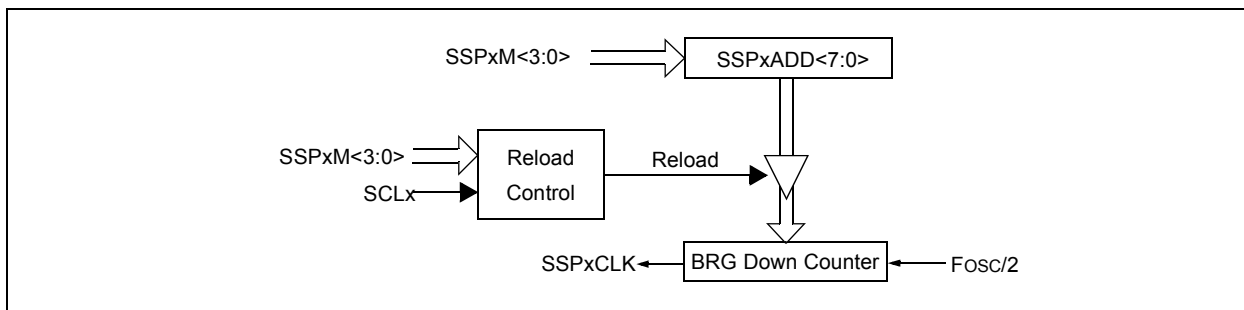 SSPxM<3:0>
SSPxADD<7:0>
SSPxM<3:0>
SCLx
Reload
Control
Reload
SSPxCLK
BRG Down Counter
FOSC/2